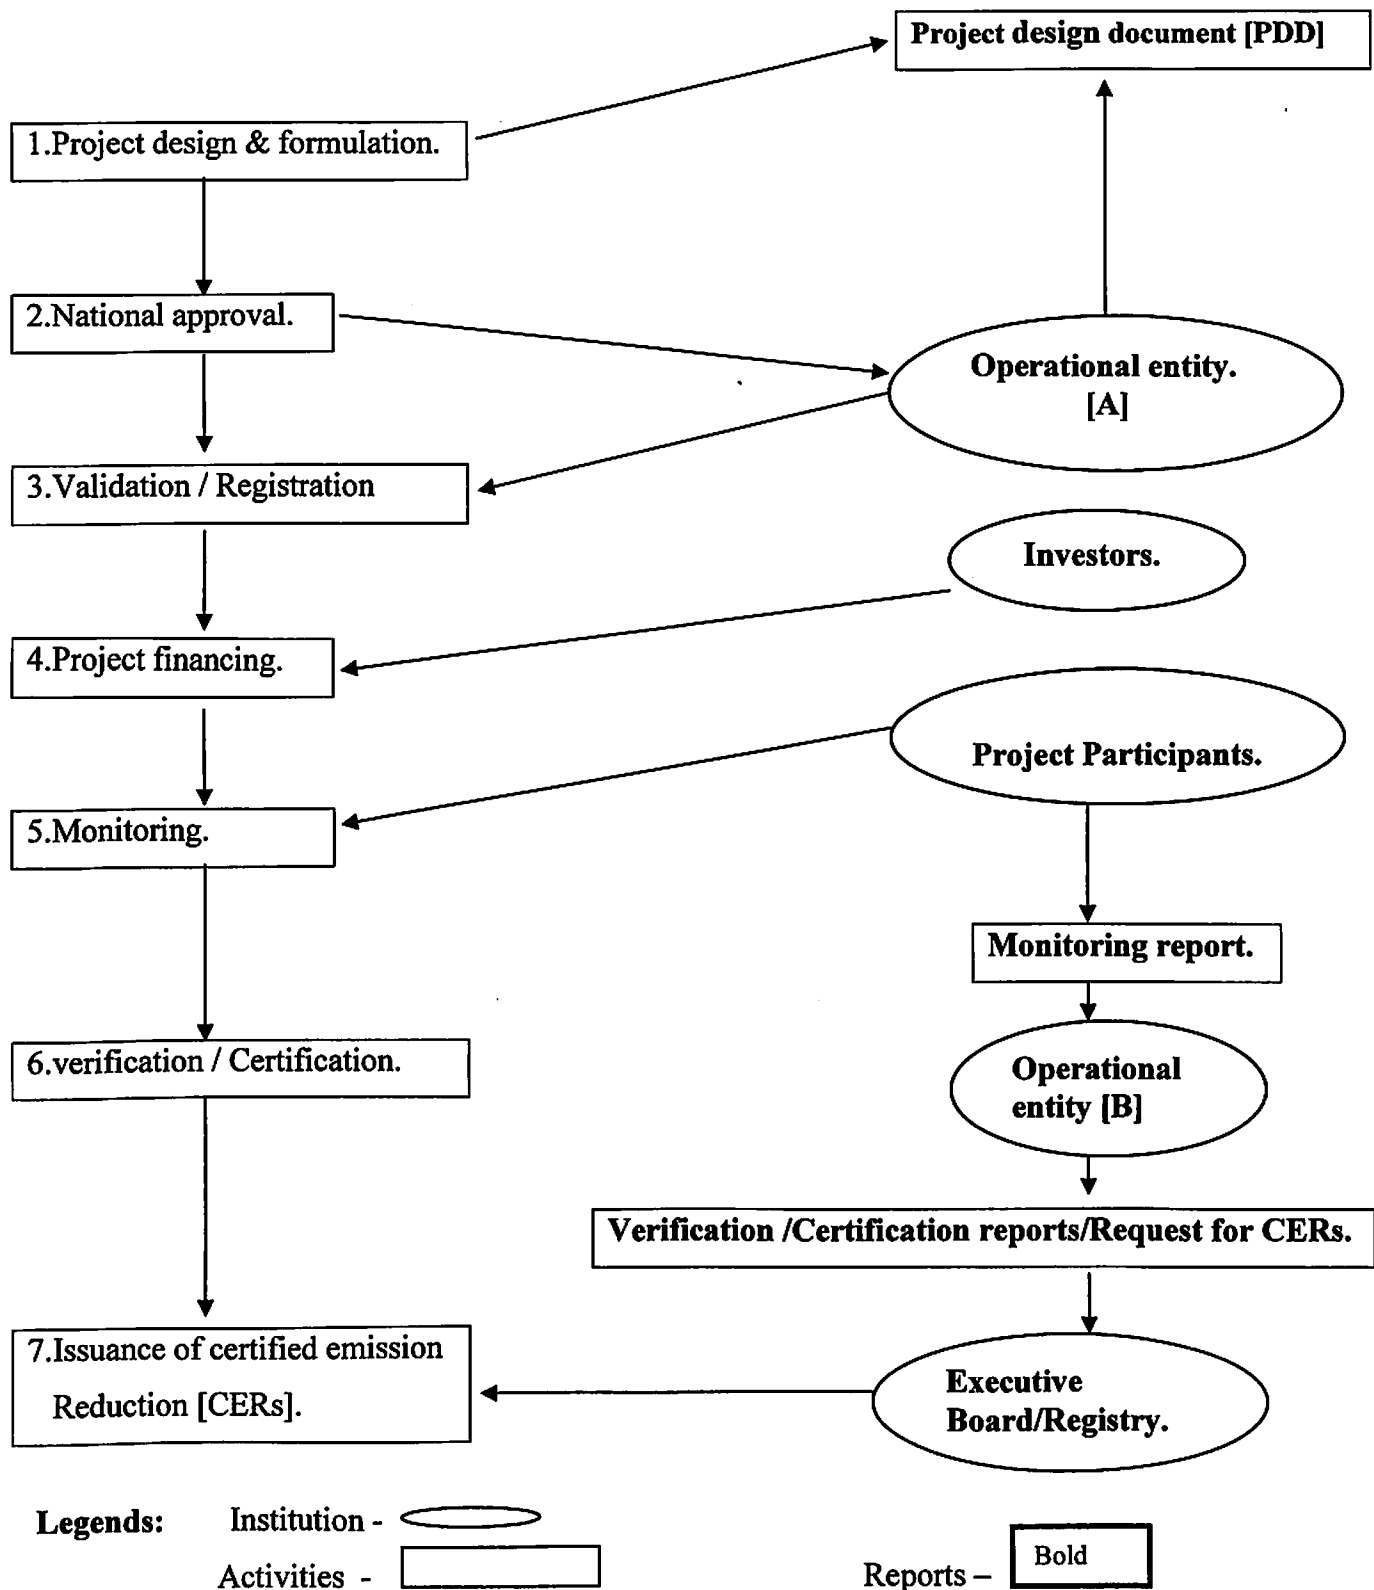 Project design document [PDD]
1.Project design & formulation.
2.National approval.
Operational entity.
[A]
3.Validation / Registration
Investors.
4.Project financing.
Project Participants.
5.Monitoring.
Monitoring report.
6.verification / Certification.
Operational
entity [B]
Verification /Certification reports/Request for CERs.
7.Issuance of certified emission
Reduction [CERs].
Executive
Board/Registry.
Legends:
Institution -
Activities -
Reports –
Bold